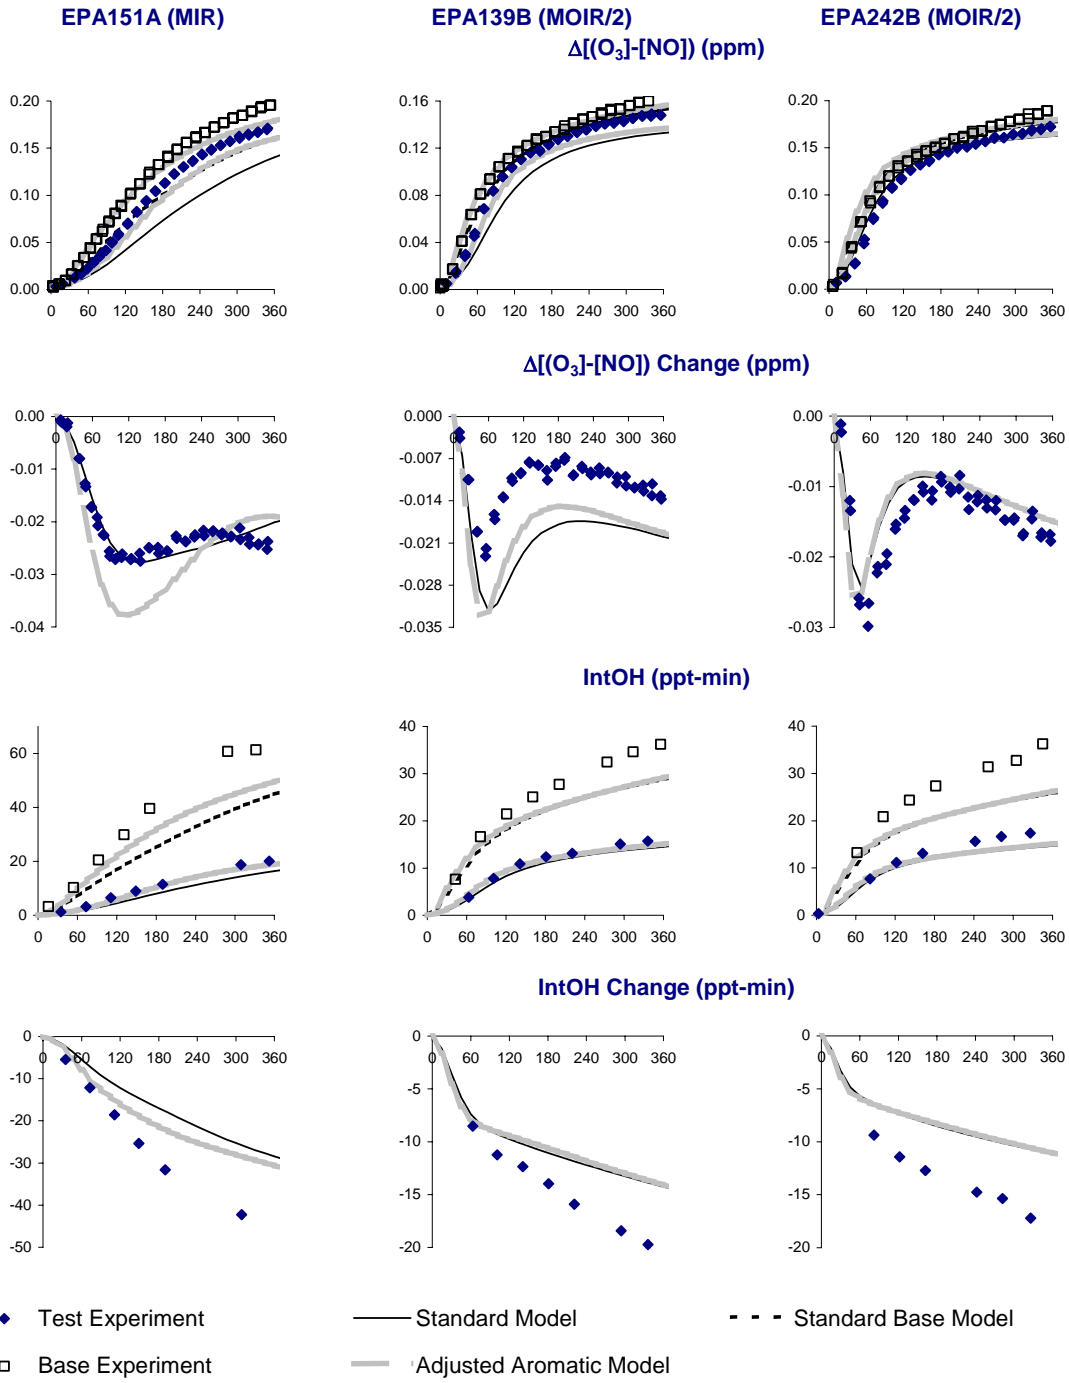 EPA151A (MIR) EPA139B (MOIR/2) EPA242B (MOIR/2)
Δ[(O3]-[NO]) (ppm)
0.20 0.16 0.20
0.15 0.12 0.15
0.10 0.08 0.10
0.05 0.04 0.05
0.00 0.00 0.00
0 60 120 180 240 300 360 0 60 120 180 240 300 360 0 60 120 180 240 300 360
Δ[(O3]-[NO]) Change (ppm)
0.00 0.000 0.00
0 60 120 180 240 300 360 0 60 120 180 240 300 360 0 60 120 180 240 300 360
-0.01 -0.007 -0.01
-0.02 -0.014 -0.02
-0.03 -0.021 -0.03
-0.04 -0.028
-0.035
IntOH (ppt-min)
60 40 40
40 30 30
20 20 20
0 10 10
0 0
0 60 120 180 240 300 360 0 60 120 180 240 300 360 0 60 120 180 240 300 360
IntOH Change (ppt-min)
0 0 0
0 60 120 180 240 300 360 0 60 120 180 240 300 360 0 60 120 180 240 300 360
-10 -5 -5
-20 -10 -10
-30 -15 -15
-40 -20 -20
-50
Test Experiment Standard Model Standard Base Model
Base Experiment Adjusted Aromatic Model